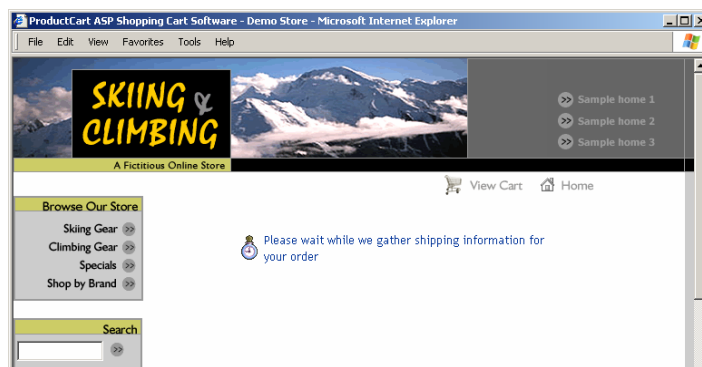 ProductCart ASP Shopping Cart Software - Demo Store - Microsoft Internet Explorer
File Edit View Favorites Tools Help
SKIING &
CLIMBING
A Fictitious Online Store
Sample home 1
Sample home 2
Sample home 3
View Cart Home
Browse Our Store
Skiing Gear
Climbing Gear
Specials
Shop by Brand
Please wait while we gather shipping information for
your order
Search